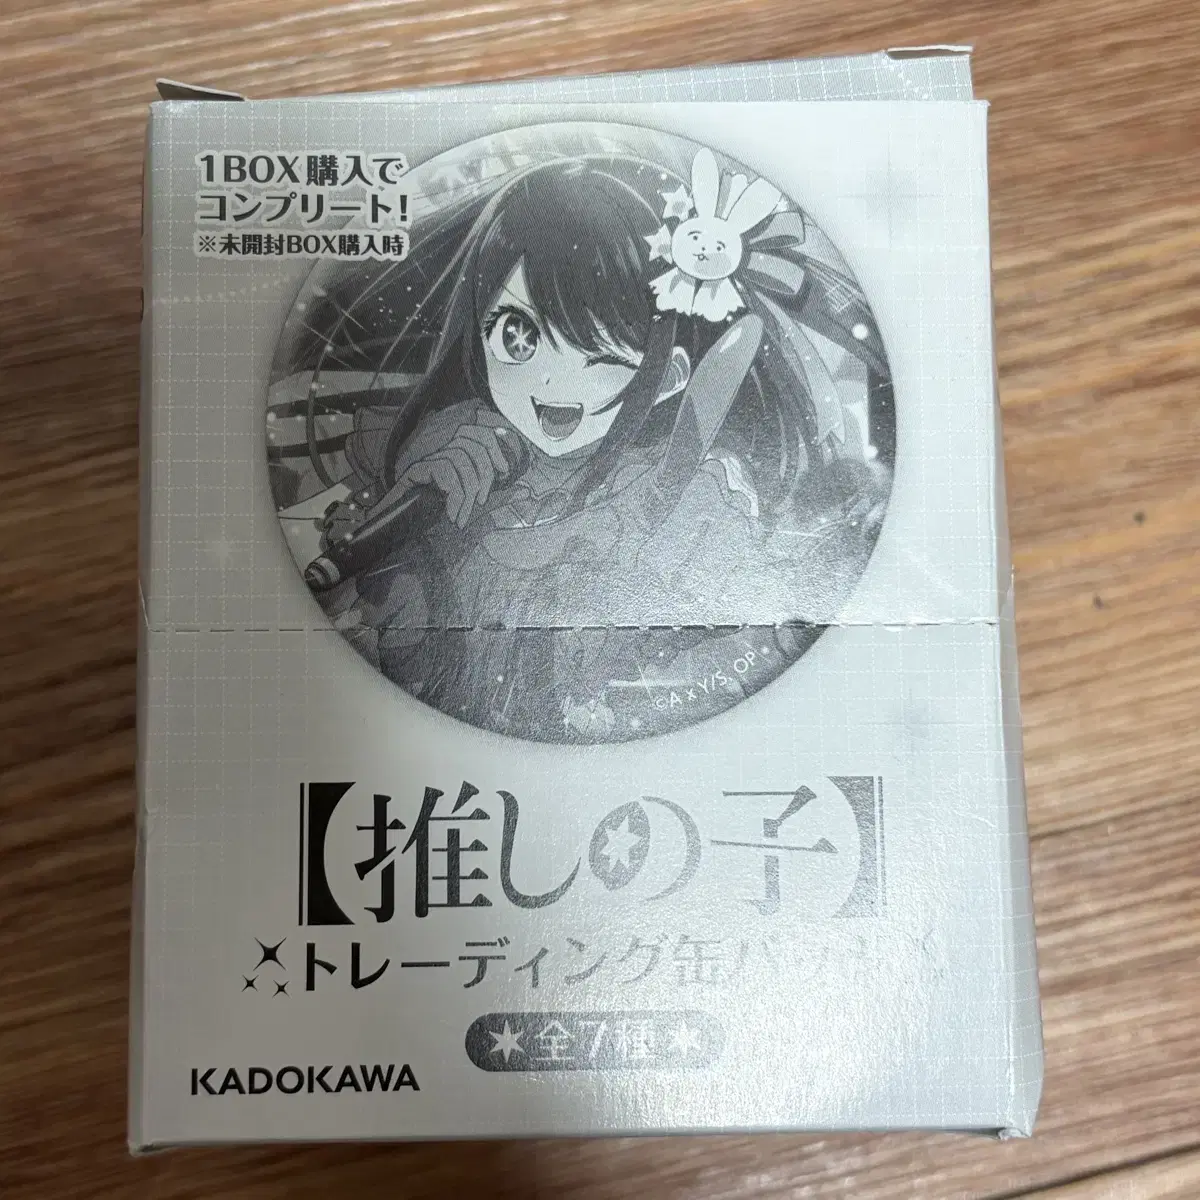 1BOX購入で
コンプリート!
※未開封BOX購入時
©A x Y/S, OP
【推しの子】
トレーディング缶バッジ
全7種
KADOKAWA